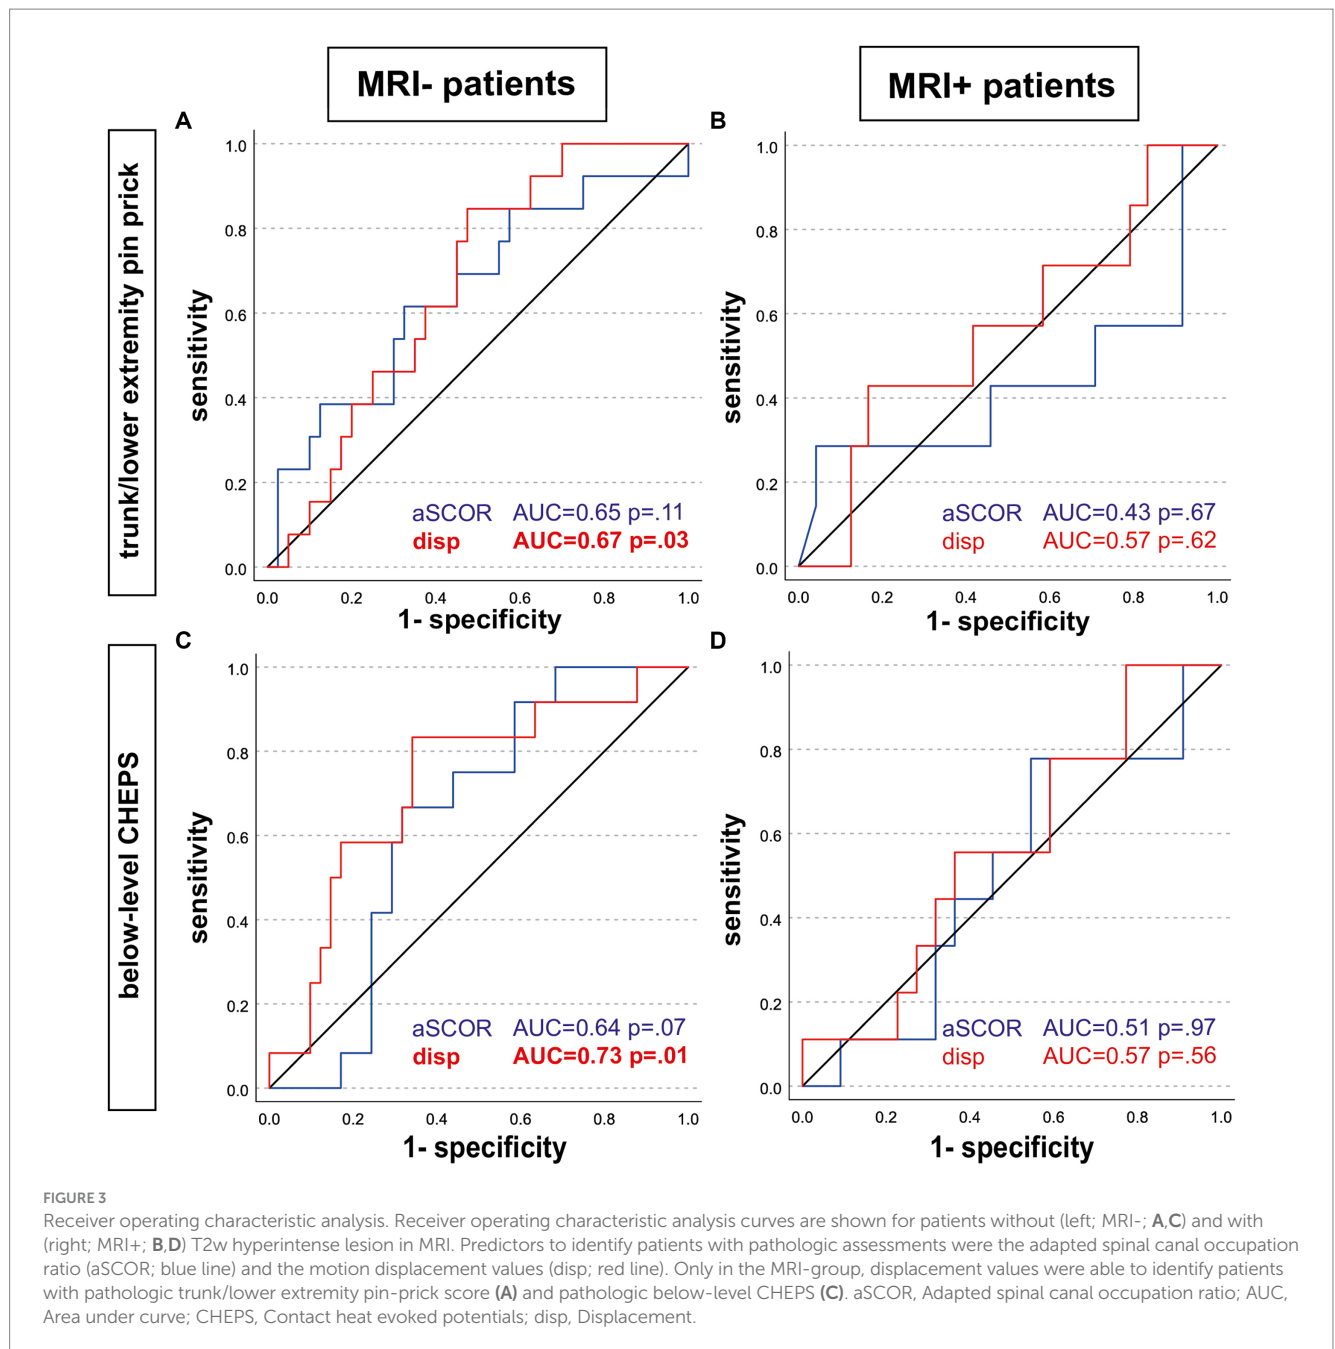 MRI- patients
MRI+ patients
trunk/lower extremity pin prick
A
1.0
0.8
0.6
0.4
0.2
0.0
sensitivity
aSCOR AUC=0.65 p=.11
disp AUC=0.67 p=.03
0.0 0.2 0.4 0.6 0.8 1.0
1- specificity
B
1.0
0.8
0.6
0.4
0.2
0.0
sensitivity
aSCOR AUC=0.43 p=.67
disp AUC=0.57 p=.62
0.0 0.2 0.4 0.6 0.8 1.0
1- specificity
below-level CHEPS
C
1.0
0.8
0.6
0.4
0.2
0.0
sensitivity
aSCOR AUC=0.64 p=.07
disp AUC=0.73 p=.01
0.0 0.2 0.4 0.6 0.8 1.0
1- specificity
D
1.0
0.8
0.6
0.4
0.2
0.0
sensitivity
aSCOR AUC=0.51 p=.97
disp AUC=0.57 p=.56
0.0 0.2 0.4 0.6 0.8 1.0
1- specificity
FIGURE 3
Receiver operating characteristic analysis. Receiver operating characteristic analysis curves are shown for patients without (left; MRI-; A,C) and with
(right; MRI+; B,D) T2w hyperintense lesion in MRI. Predictors to identify patients with pathologic assessments were the adapted spinal canal occupation
ratio (aSCOR; blue line) and the motion displacement values (disp; red line). Only in the MRI-group, displacement values were able to identify patients
with pathologic trunk/lower extremity pin-prick score (A) and pathologic below-level CHEPS (C). aSCOR, Adapted spinal canal occupation ratio; AUC,
Area under curve; CHEPS, Contact heat evoked potentials; disp, Displacement.